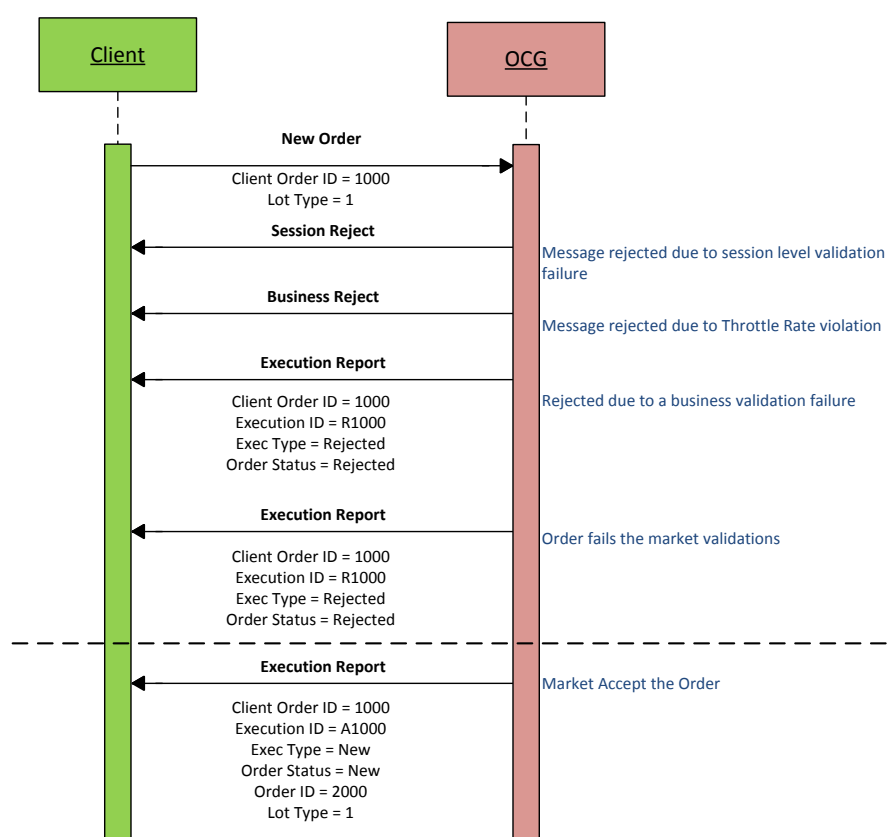 Client
OCG
New Order
Client Order ID = 1000
Lot Type = 1
Session Reject
Message rejected due to session level validation
failure
Business Reject
Message rejected due to Throttle Rate violation
Execution Report
Client Order ID = 1000
Execution ID = R1000
Exec Type = Rejected
Order Status = Rejected
Rejected due to a business validation failure
Execution Report
Order fails the market validations
Client Order ID = 1000
Execution ID = R1000
Exec Type = Rejected
Order Status = Rejected
Execution Report
Market Accept the Order
Client Order ID = 1000
Execution ID = A1000
Exec Type = New
Order Status = New
Order ID = 2000
Lot Type = 1